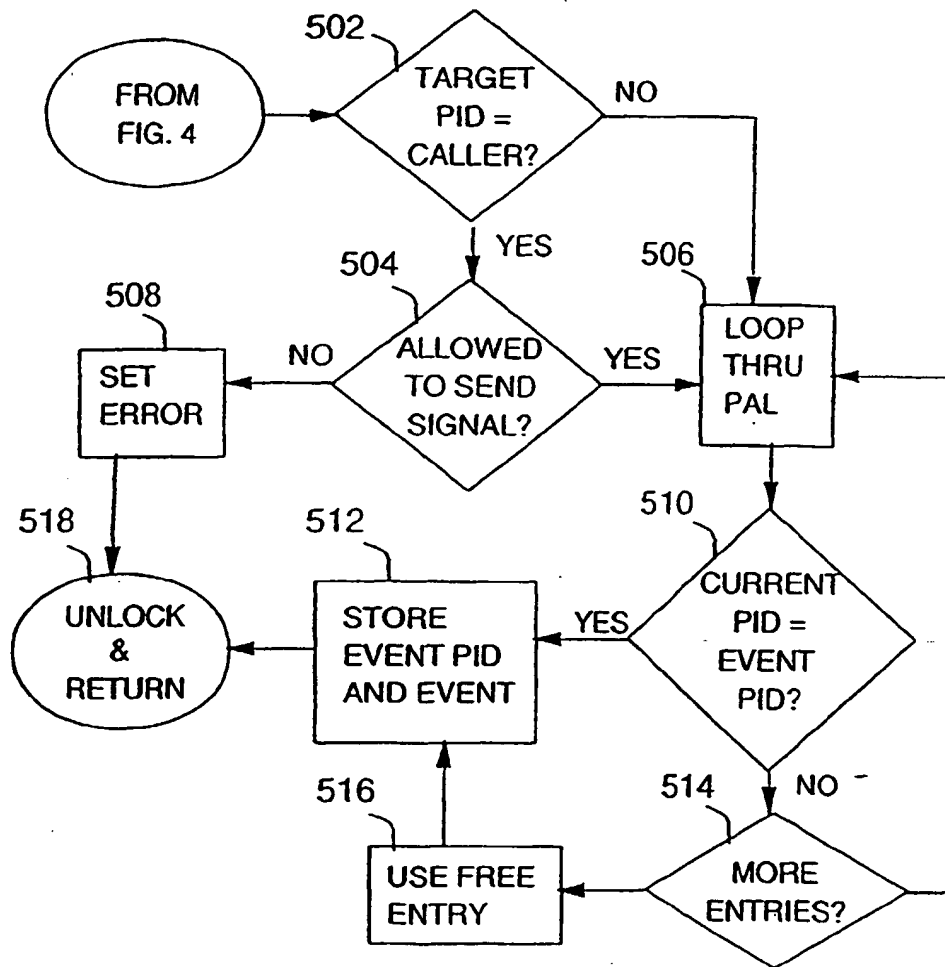 502
FROM
FIG. 4
TARGET
PID =
CALLER?
NO
YES
504
506
508
NO
ALLOWED
TO SEND
SIGNAL?
YES
LOOP
THRU
PAL
SET
ERROR
518
512
510
UNLOCK
&
RETURN
STORE
EVENT PID
AND EVENT
YES
CURRENT
PID =
EVENT
PID?
NO
516
514
USE FREE
ENTRY
MORE
ENTRIES?